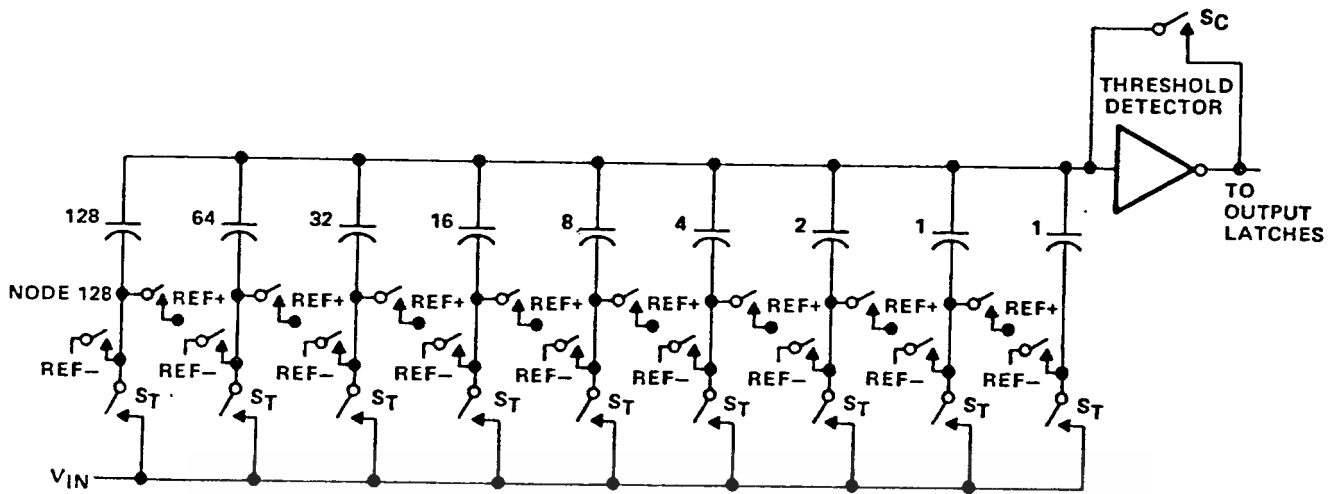 SC
THRESHOLD
DETECTOR
TO
OUTPUT
LATCHES
128
64
32
16
8
4
2
1
1
NODE 128
REF+
REF+
REF+
REF+
REF+
REF+
REF+
REF+
REF−
REF−
REF−
REF−
REF−
REF−
REF−
REF−
REF−
ST
ST
ST
ST
ST
ST
ST
ST
ST
VIN